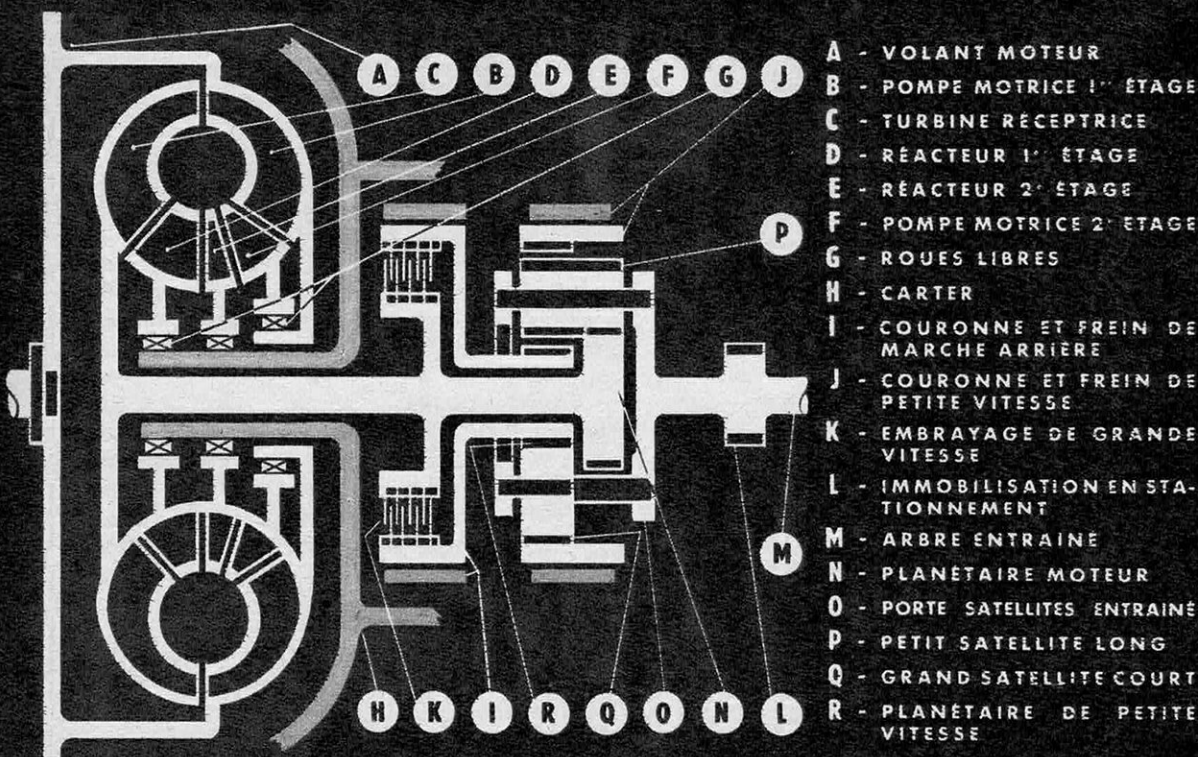 A C B D E F G J
P
M
H K I R Q O N L
A - VOLANT MOTEUR
B - POMPE MOTRICE 1er ÉTAGE
C - TURBINE RÉCEPTRICE
D - RÉACTEUR 1er ÉTAGE
E - RÉACTEUR 2e ÉTAGE
F - POMPE MOTRICE 2e ÉTAGE
G - ROUES LIBRES
H - CARTER
I - COURONNE ET FREIN DE
MARCHE ARRIÈRE
J - COURONNE ET FREIN DE
PETITE VITESSE
K - EMBRAYAGE DE GRANDE
VITESSE
L - IMMOBILISATION EN STA-
TIONNEMENT
M - ARBRE ENTRAINÉ
N - PLANÉTAIRE MOTEUR
O - PORTE SATELLITES ENTRAINÉ
P - PETIT SATELLITE LONG
Q - GRAND SATELLITE COURT
R - PLANÉTAIRE DE PETITE
VITESSE